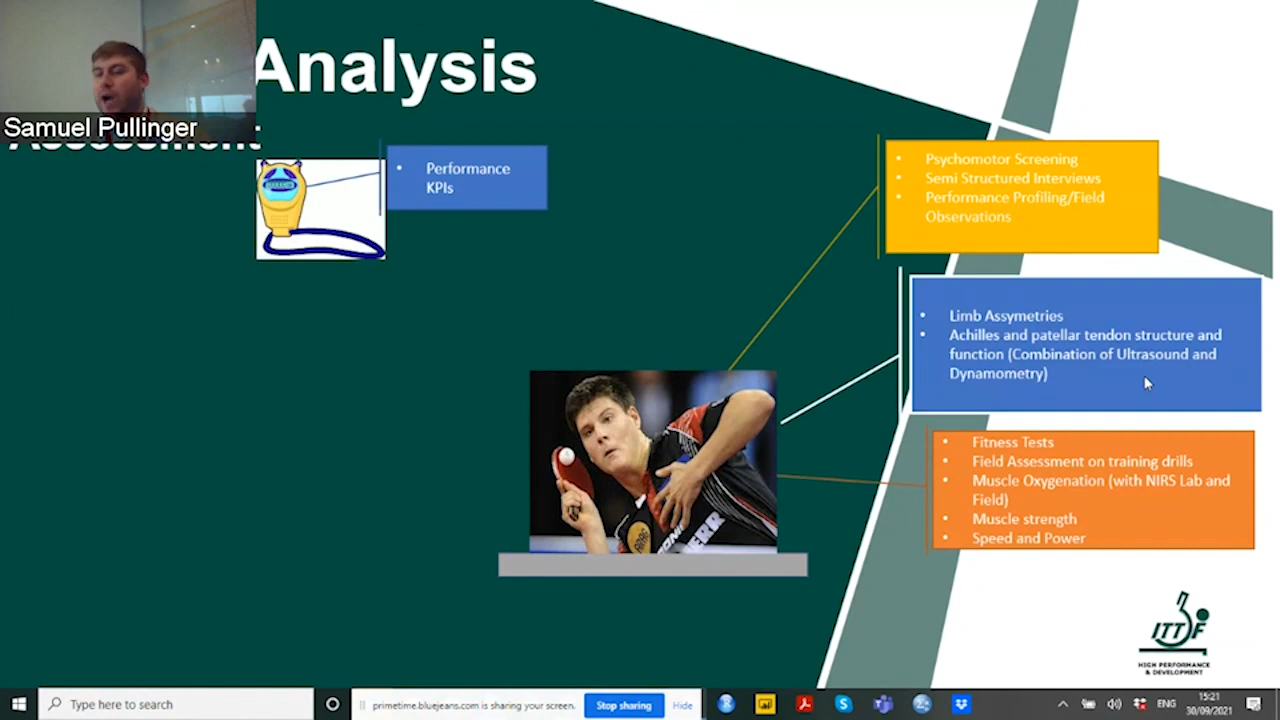 Analysis
Samuel Pullinger
Assessment
• Performance
KPIs
• Psychomotor Screening
• Semi Structured Interviews
• Performance Profiling/Field
Observations
• Limb Assymetries
• Achilles and patellar tendon structure and
function (Combination of Ultrasound and
Dynamometry)
• Fitness Tests
• Field Assessment on training drills
• Muscle Oxygenation (with NIRS Lab and
Field)
• Muscle strength
• Speed and Power
ITTF
HIGH PERFORMANCE
& DEVELOPMENT
Type here to search
primetime.bluejeans.com is sharing your screen.
Stop sharing
Hide
ENG
15:21
30/09/2021